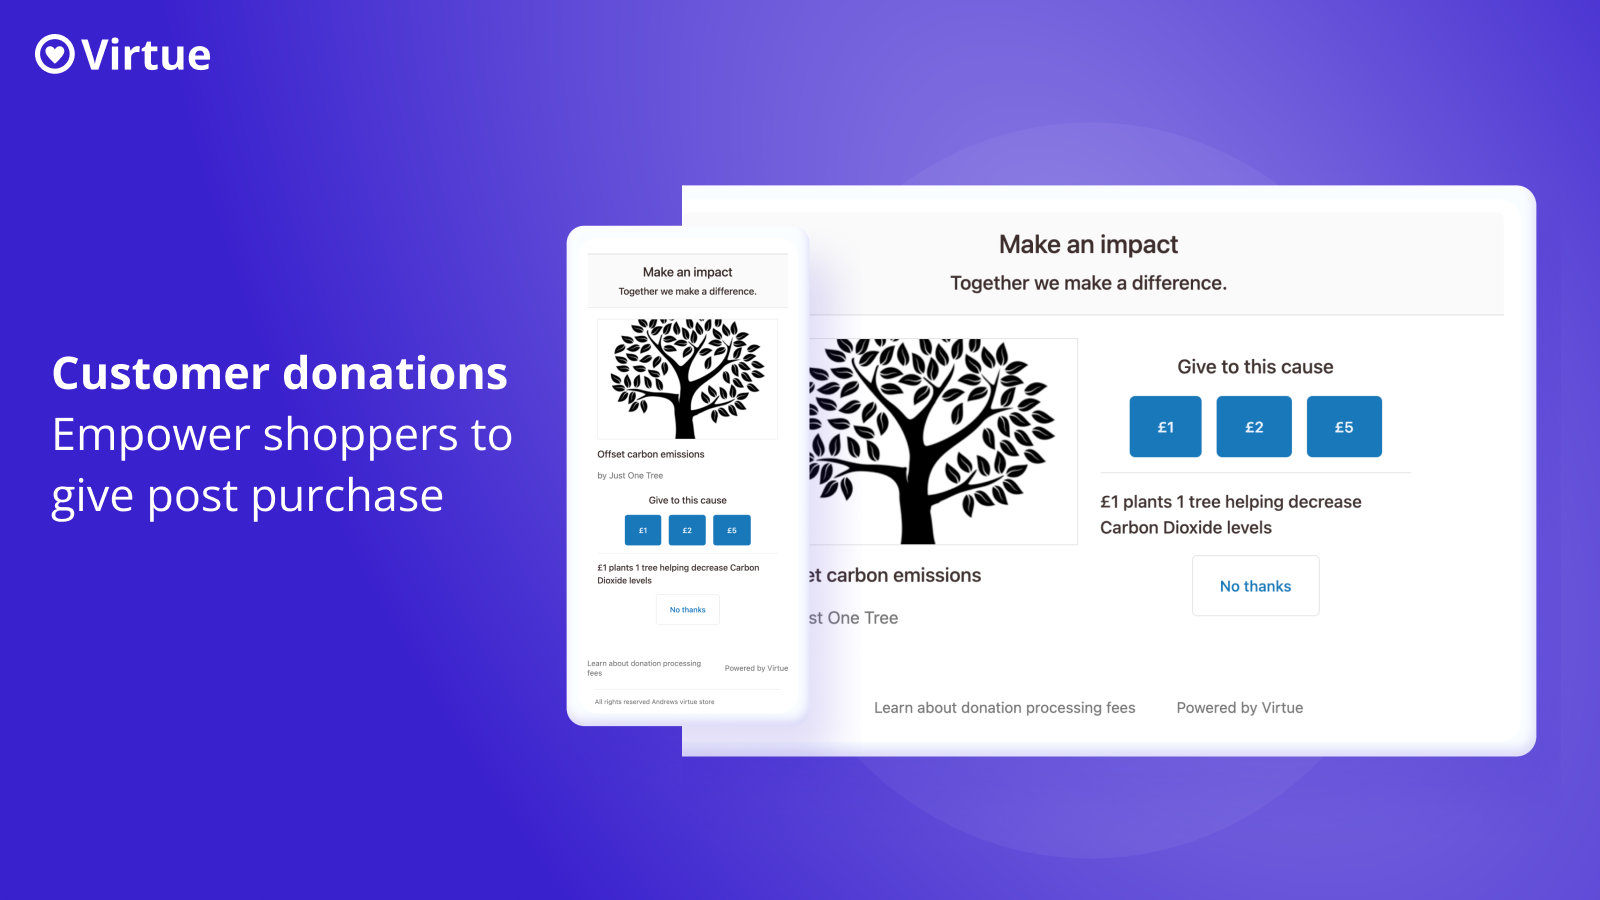 Virtue
Customer donations
Empower shoppers to
give post purchase
Make an impact
Together we make a difference.
Offset carbon emissions
by Just One Tree
Give to this cause
£1 £2 £5
£1 plants 1 tree helping decrease Carbon
Dioxide levels
No thanks
Learn about donation processing
fees
Powered by Virtue
All rights reserved Andrews virtue store
Make an impact
Together we make a difference.
et carbon emissions
st One Tree
Give to this cause
£1 £2 £5
£1 plants 1 tree helping decrease
Carbon Dioxide levels
No thanks
Learn about donation processing fees
Powered by Virtue